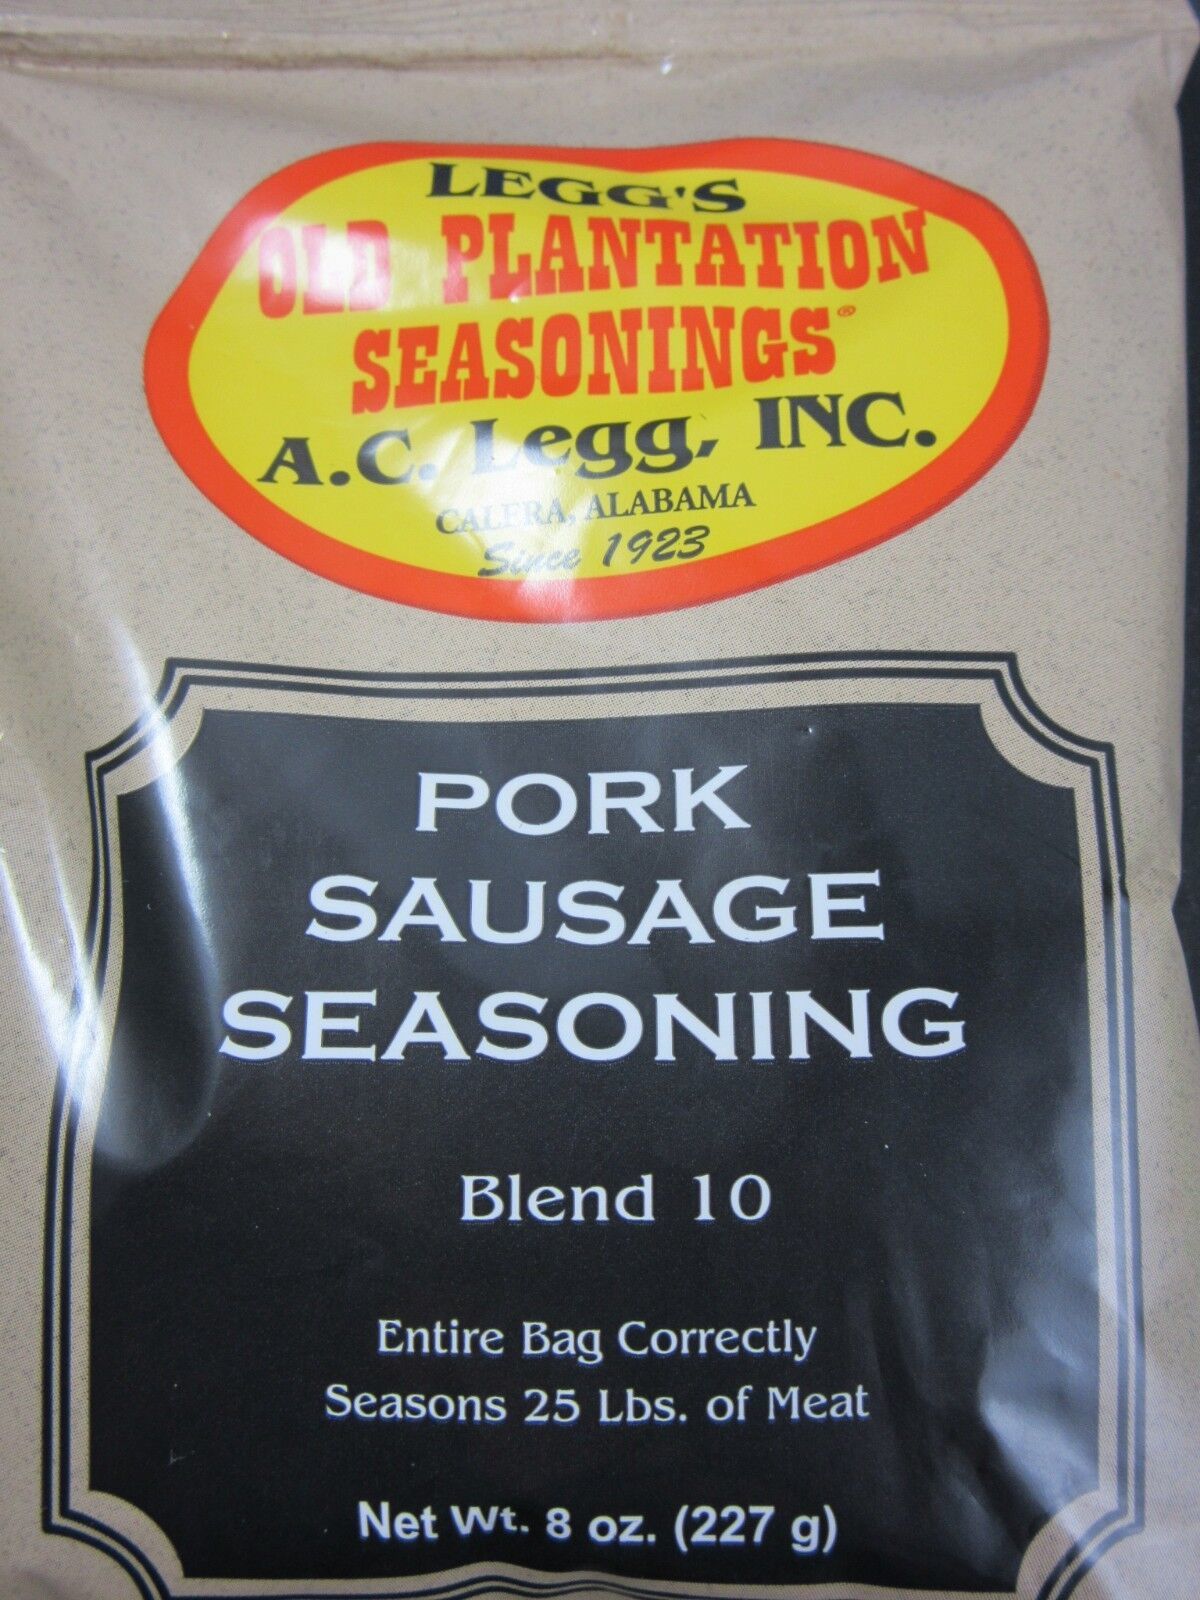 LEGG'S
OLD PLANTATION
SEASONINGS®
A.C. Legg, INC.
CALERA, ALABAMA
Since 1923
PORK
SAUSAGE
SEASONING
Blend 10
Entire Bag Correctly
Seasons 25 Lbs. of Meat
Net Wt. 8 oz. (227 g)